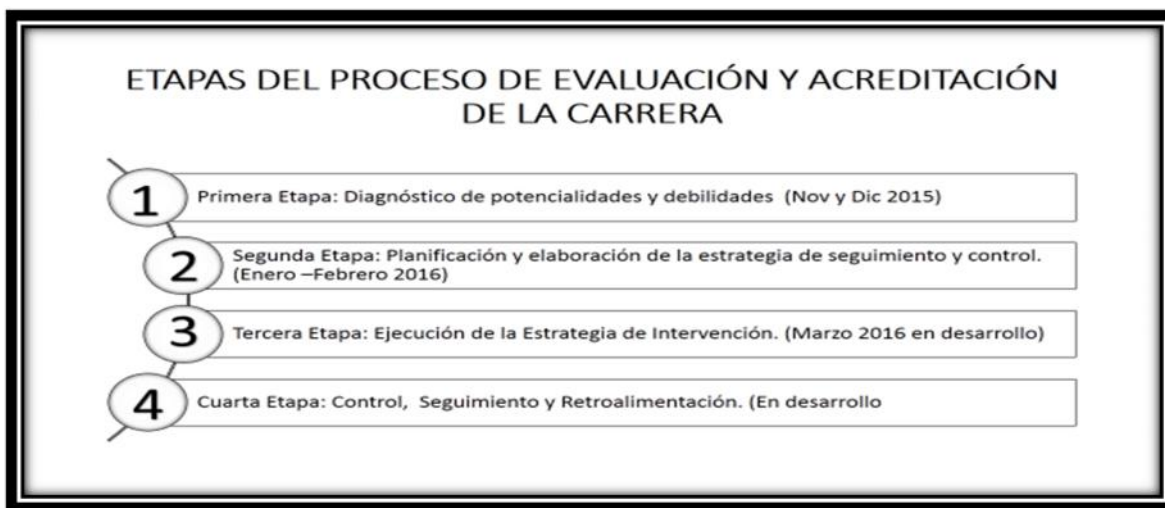 ETAPAS DEL PROCESO DE EVALUACIÓN Y ACREDITACIÓN
DE LA CARRERA
1
Primera Etapa: Diagnóstico de potencialidades y debilidades (Nov y Dic 2015)
2
Segunda Etapa: Planificación y elaboración de la estrategia de seguimiento y control.
(Enero –Febrero 2016)
3
Tercera Etapa: Ejecución de la Estrategia de Intervención. (Marzo 2016 en desarrollo)
4
Cuarta Etapa: Control, Seguimiento y Retroalimentación. (En desarrollo